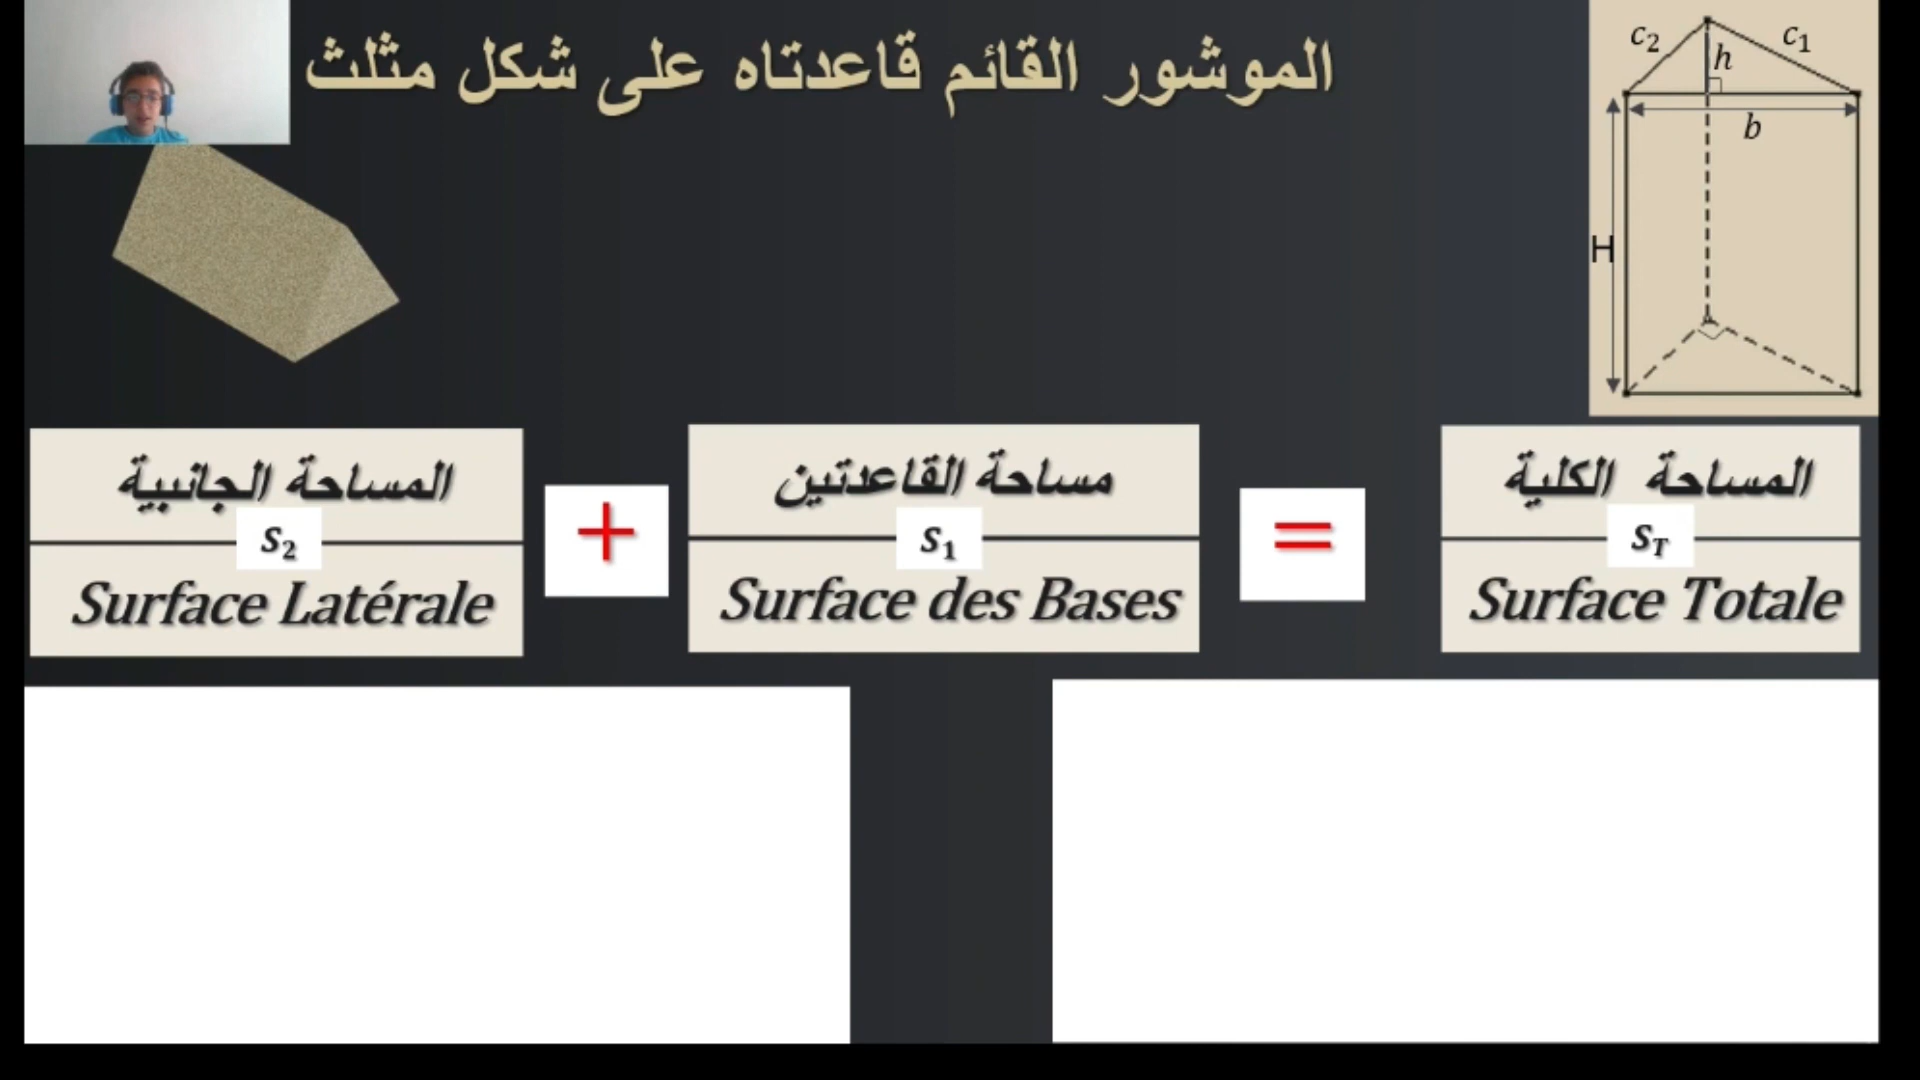 الموشور القائم قاعدتاه على شكل مثلث
c₂
c₁
h
b
H
المساحة الكلية
s_T
Surface Totale
=
مساحة القاعدتين
s₁
Surface des Bases
+
المساحة الجانبية
s₂
Surface Latérale